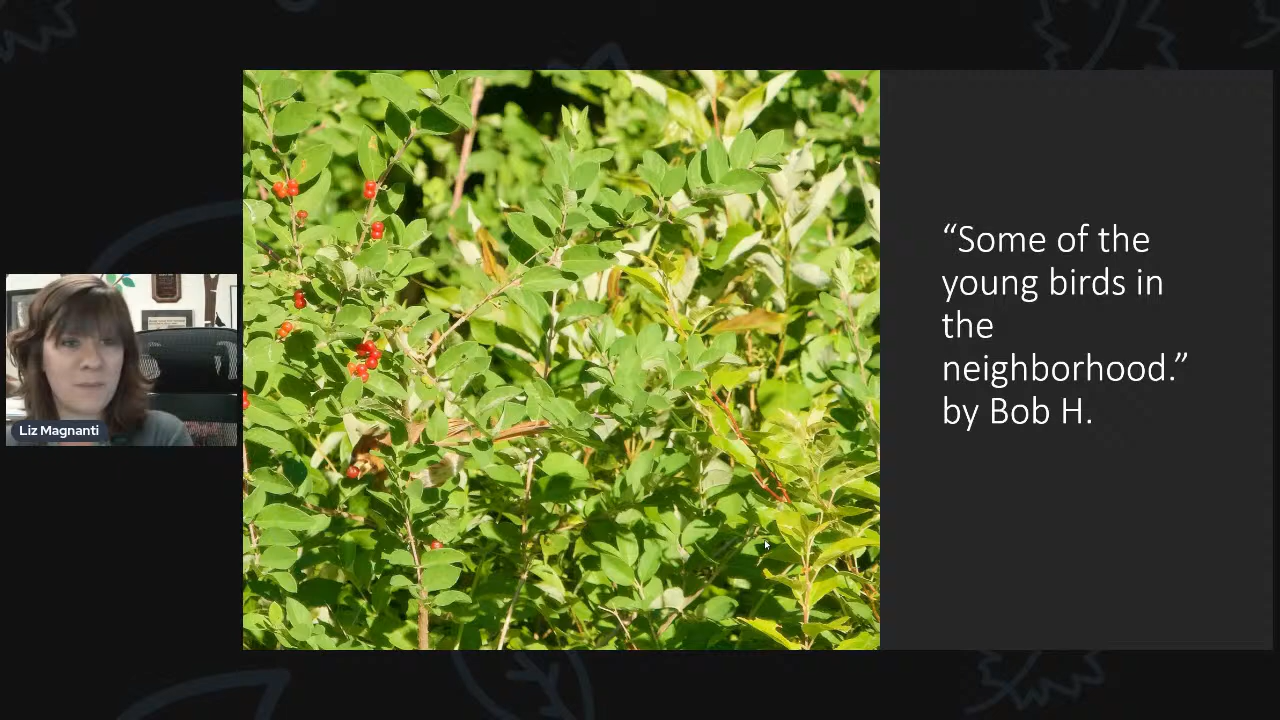 “Some of the
young birds in
the
neighborhood.”
by Bob H.
Liz Magnanti